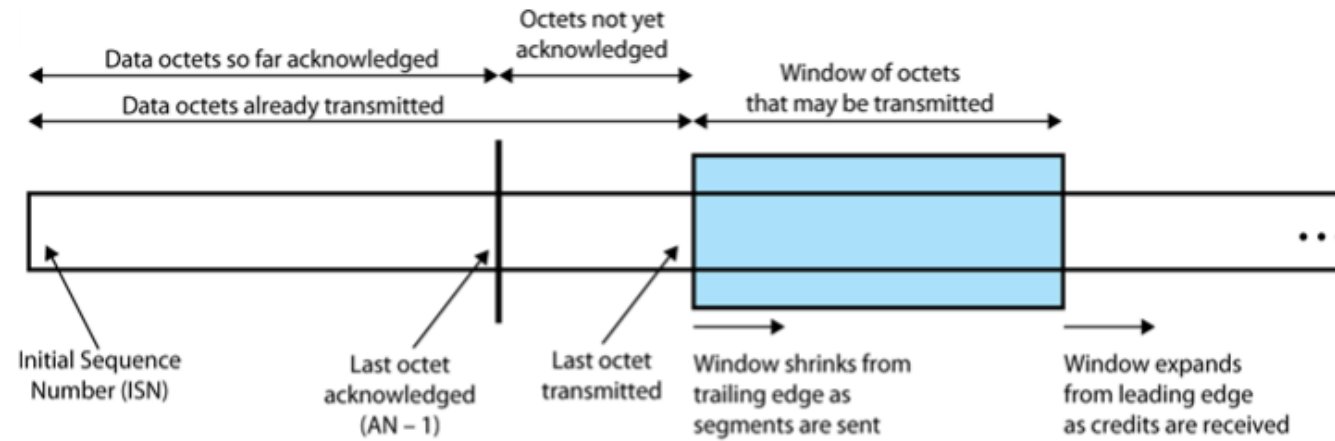 Octets not yet
acknowledged
Data octets so far acknowledged
Window of octets
that may be transmitted
Data octets already transmitted
• •
Initial Sequence
Number (ISN)
Last octet
acknowledged
(AN – 1)
Last octet
transmitted
Window shrinks from
trailing edge as
segments are sent
Window expands
from leading edge
as credits are received